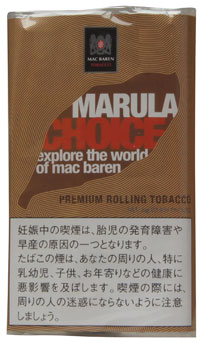 MAC BAREN
MARULA
CHOICE
explore the world
of mac baren
PREMIUM ROLLING TOBACCO
妊娠中の喫煙は、胎児の発育障害や
早産の原因の一つとなります。
たばこの煙は、あなたの周りの人、特に
乳幼児、子供、お年寄りなどの健康に
悪影響を及ぼします。喫煙の際には、
周りの人の迷惑にならないように注意
しましょう。